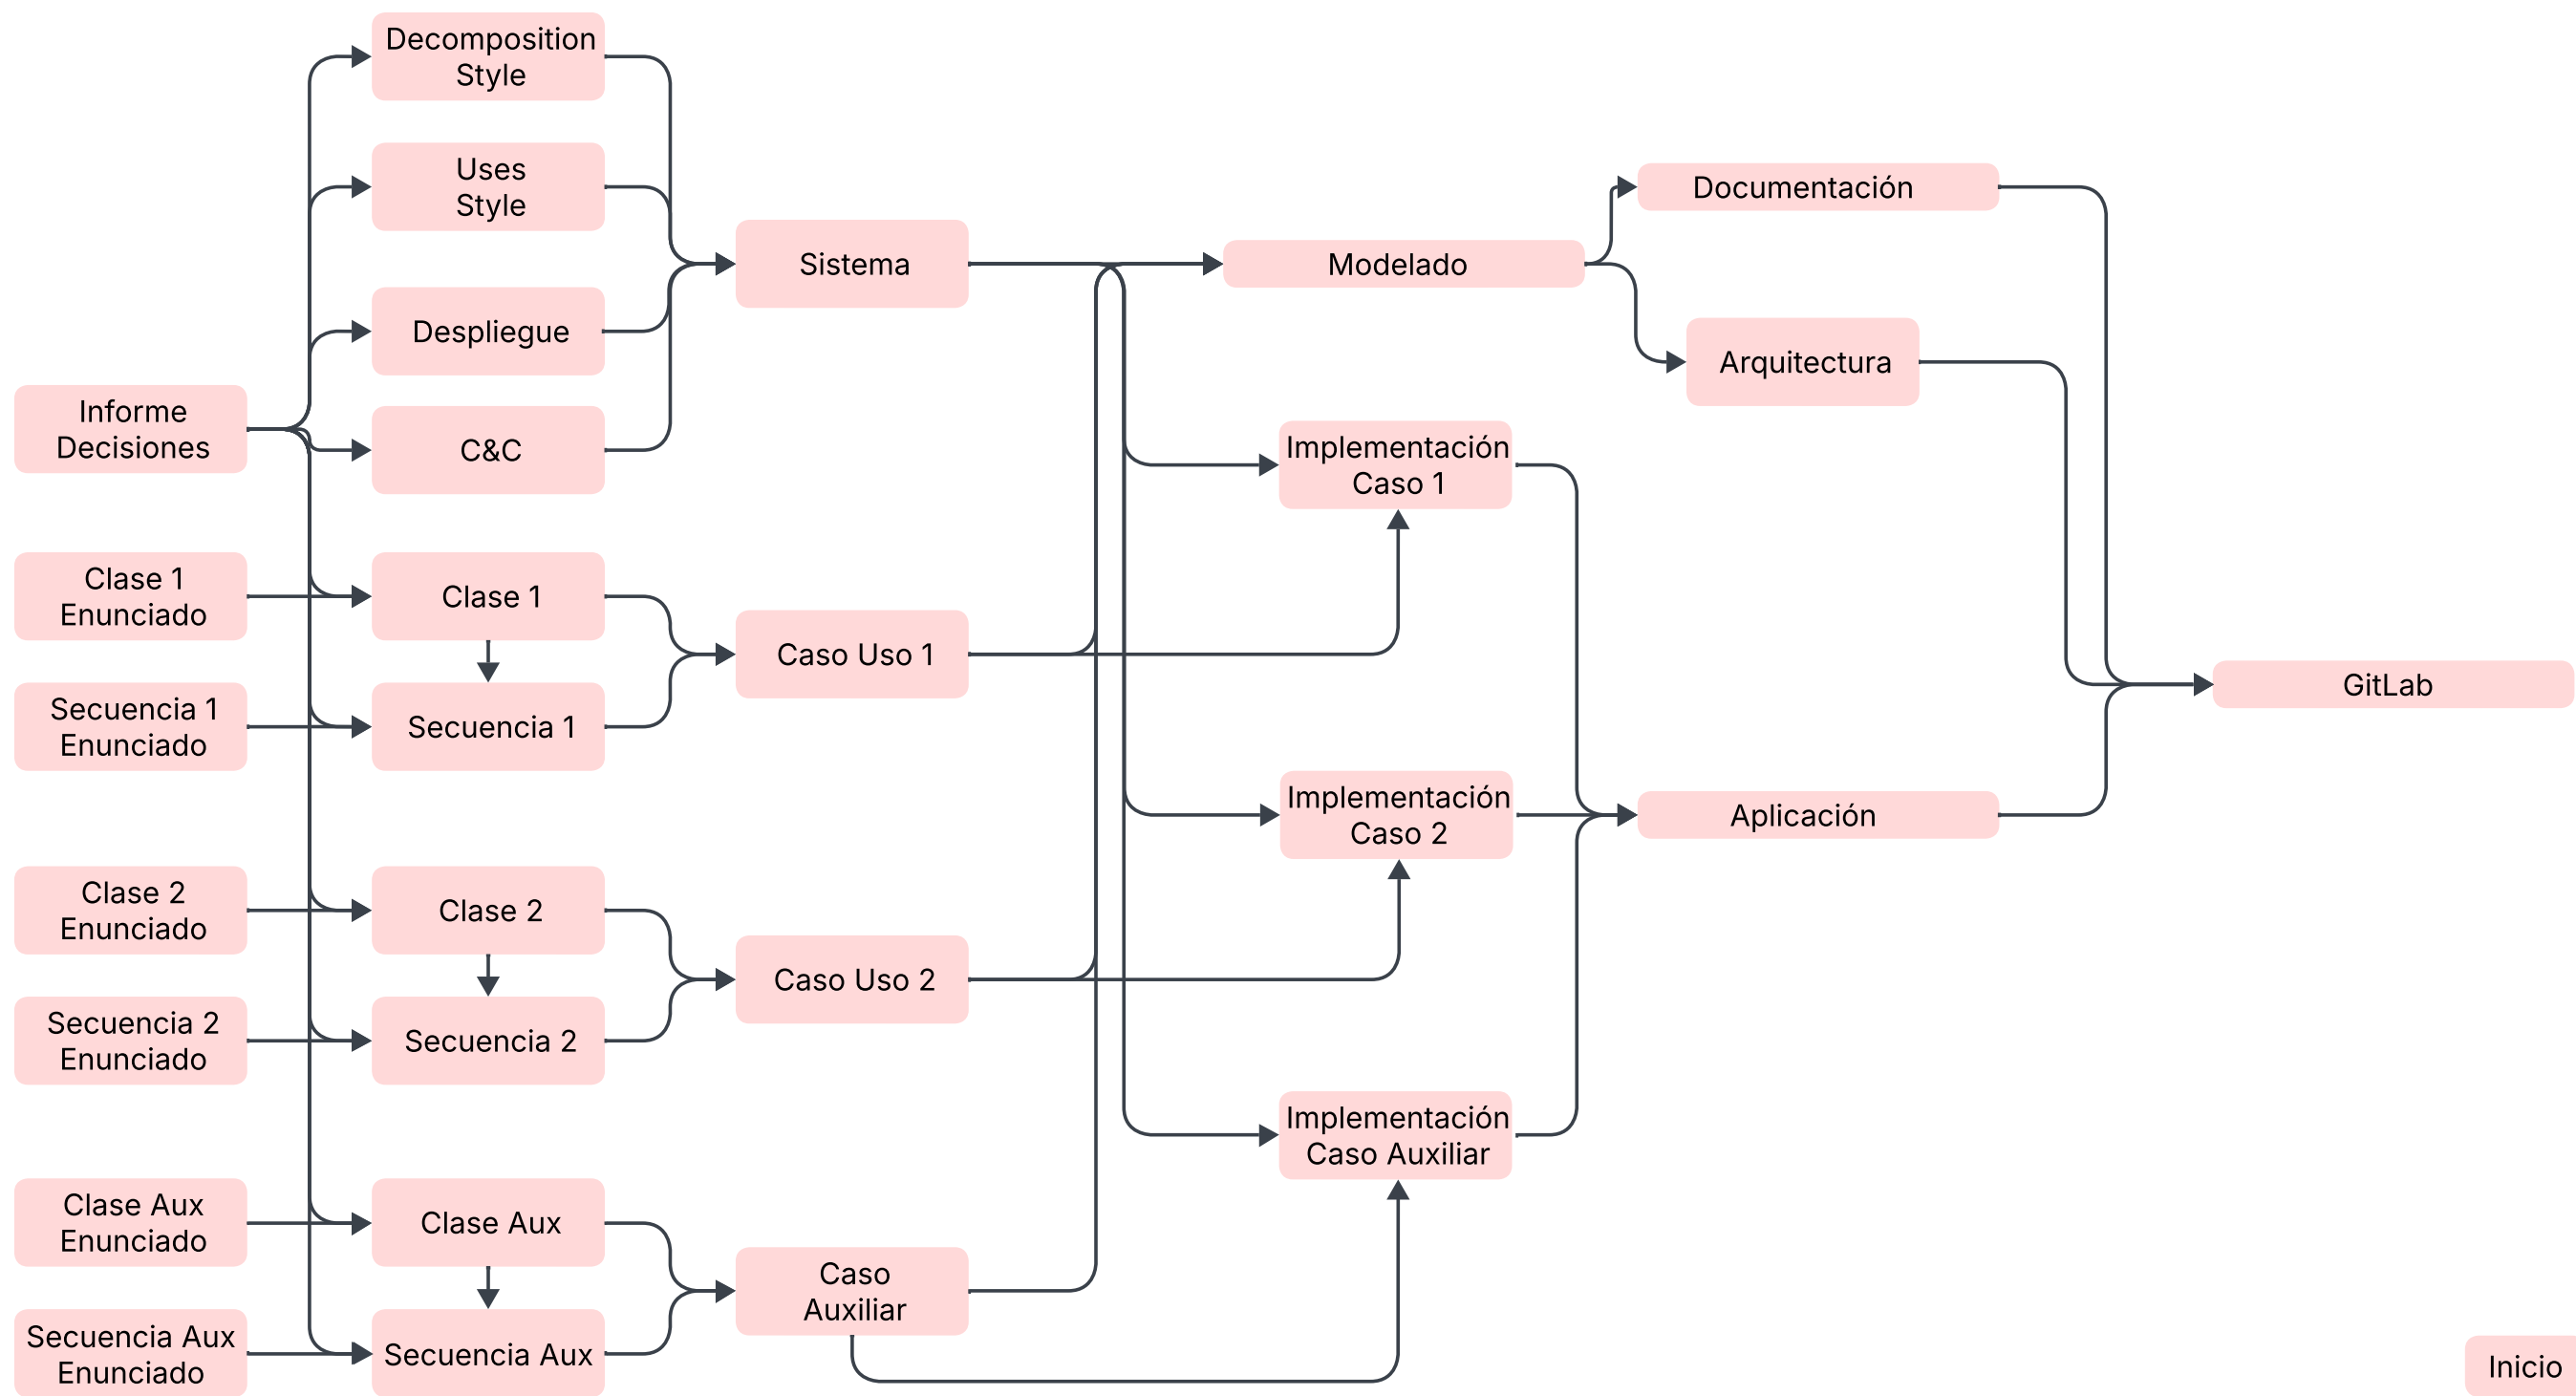 Decomposition
Style
Uses
Style
Despliegue
C&C
Informe
Decisiones
Clase 1
Enunciado
Secuencia 1
Enunciado
Clase 2
Enunciado
Secuencia 2
Enunciado
Clase Aux
Enunciado
Secuencia Aux
Enunciado
Clase 1
Secuencia 1
Clase 2
Secuencia 2
Clase Aux
Secuencia Aux
Sistema
Caso Uso 1
Caso Uso 2
Caso
Auxiliar
Modelado
Implementación
Caso 1
Implementación
Caso 2
Implementación
Caso Auxiliar
Documentación
Arquitectura
Aplicación
GitLab
Inicio